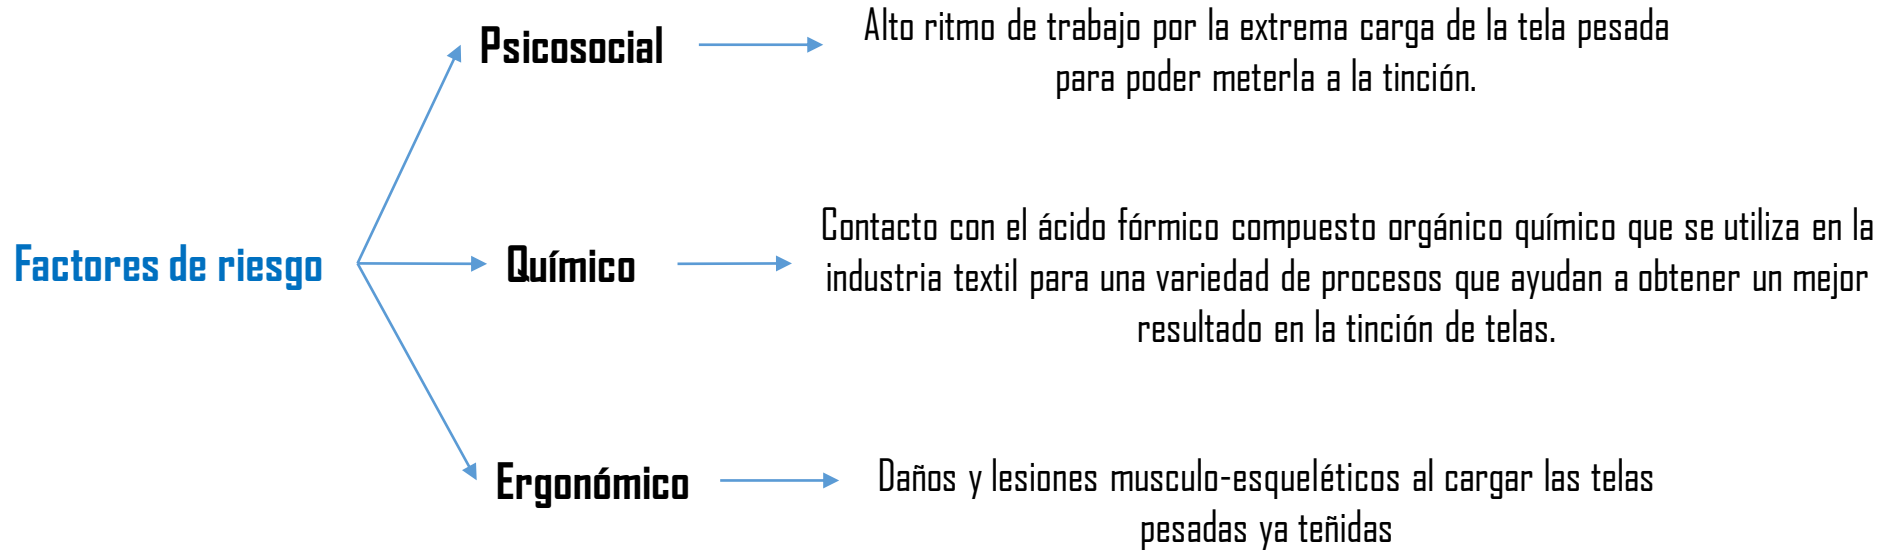 Psicosocial
Alto ritmo de trabajo por la extrema carga de la tela pesada
para poder meterla a la tinción.
Factores de riesgo
Químico
Contacto con el ácido fórmico compuesto orgánico químico que se utiliza en la
industria textil para una variedad de procesos que ayudan a obtener un mejor
resultado en la tinción de telas.
Ergonómico
Daños y lesiones musculo-esqueléticos al cargar las telas
pesadas ya teñidas